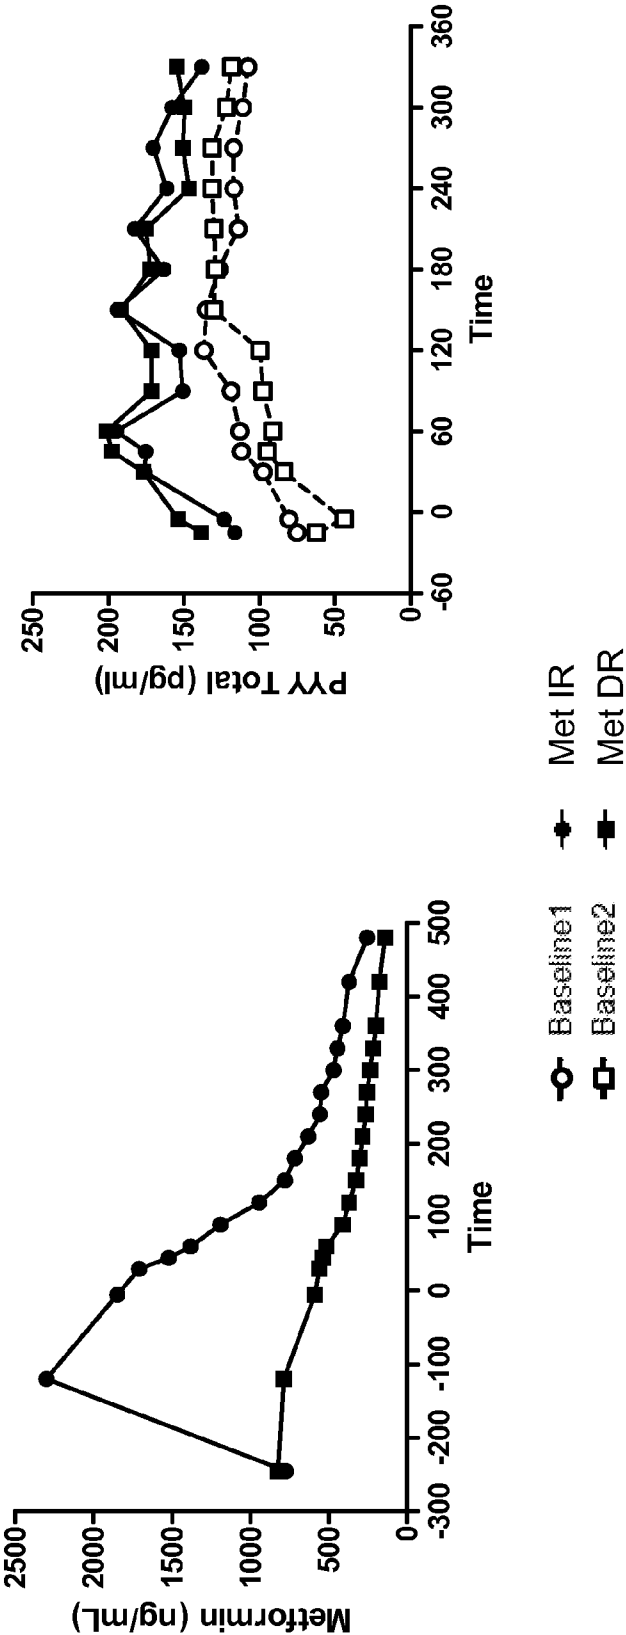 2500
2000
1500
1000
500
0
Metformin (ng/mL)
-300 -200 -100 0 100 200 300 400 500
Time
250
200
150
100
50
0
PYY Total (pg/ml)
-60 0 60 120 180 240 300 360
Time
Baseline1 Met IR
Baseline2 Met DR